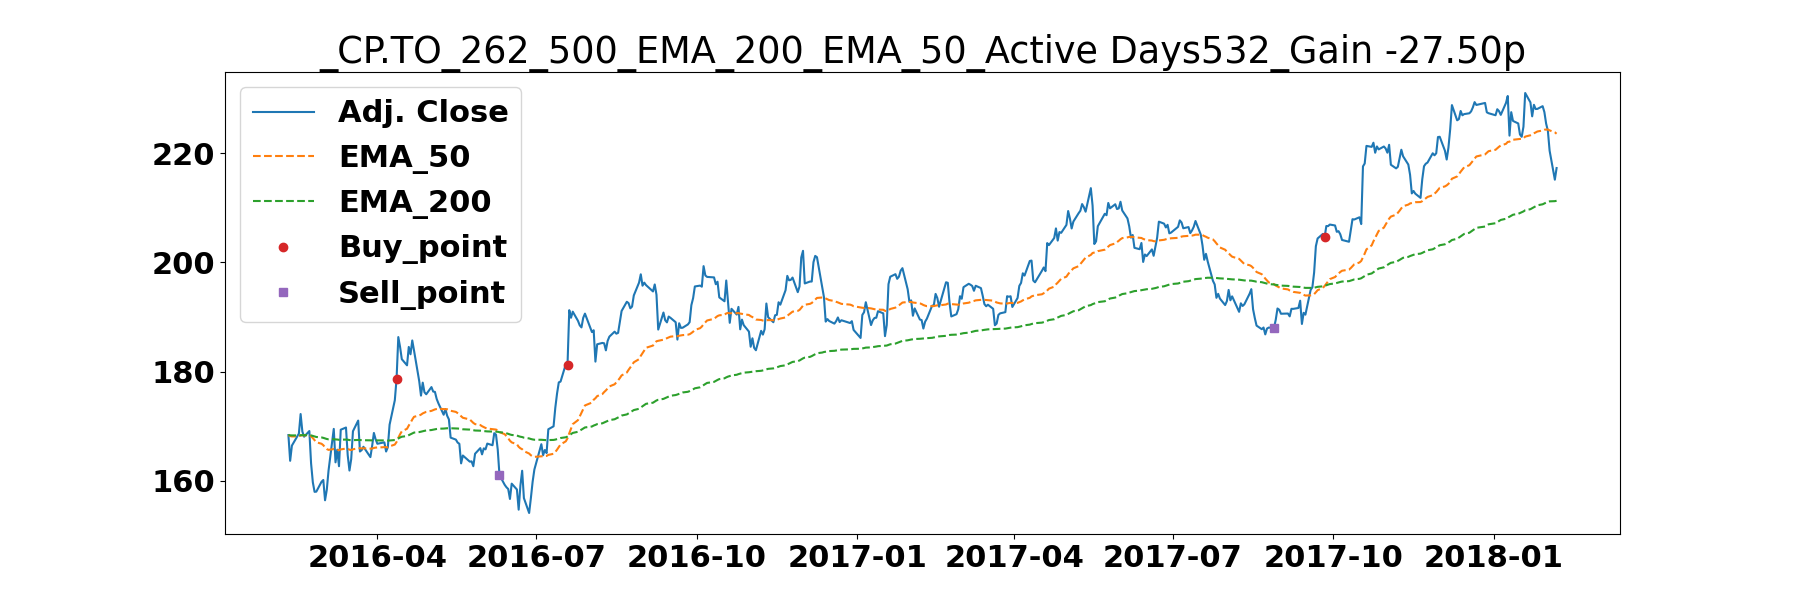 _CP.TO_262_500_EMA_200_EMA_50_Active Days532_Gain -27.50p
Adj. Close
EMA_50
EMA_200
Buy_point
Sell_point
220
200
180
160
2016-04 2016-07 2016-10 2017-01 2017-04 2017-07 2017-10 2018-01